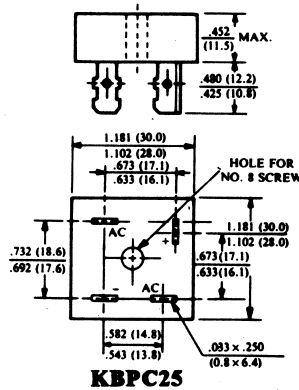 .452
(11.5)
MAX.
.480 (12.2)
.425 (10.8)
1.181 (30.0)
1.102 (28.0)
.673 (17.1)
.633 (16.1)
HOLE FOR
NO. 8 SCREW
AC
+
1.181 (30.0)
1.102 (28.0)
.732 (18.6)
.692 (17.6)
.673 (17.1)
.633 (16.1)
-
AC
.582 (14.8)
.543 (13.8)
.033 × .250
(0.8 × 6.4)
KBPC25